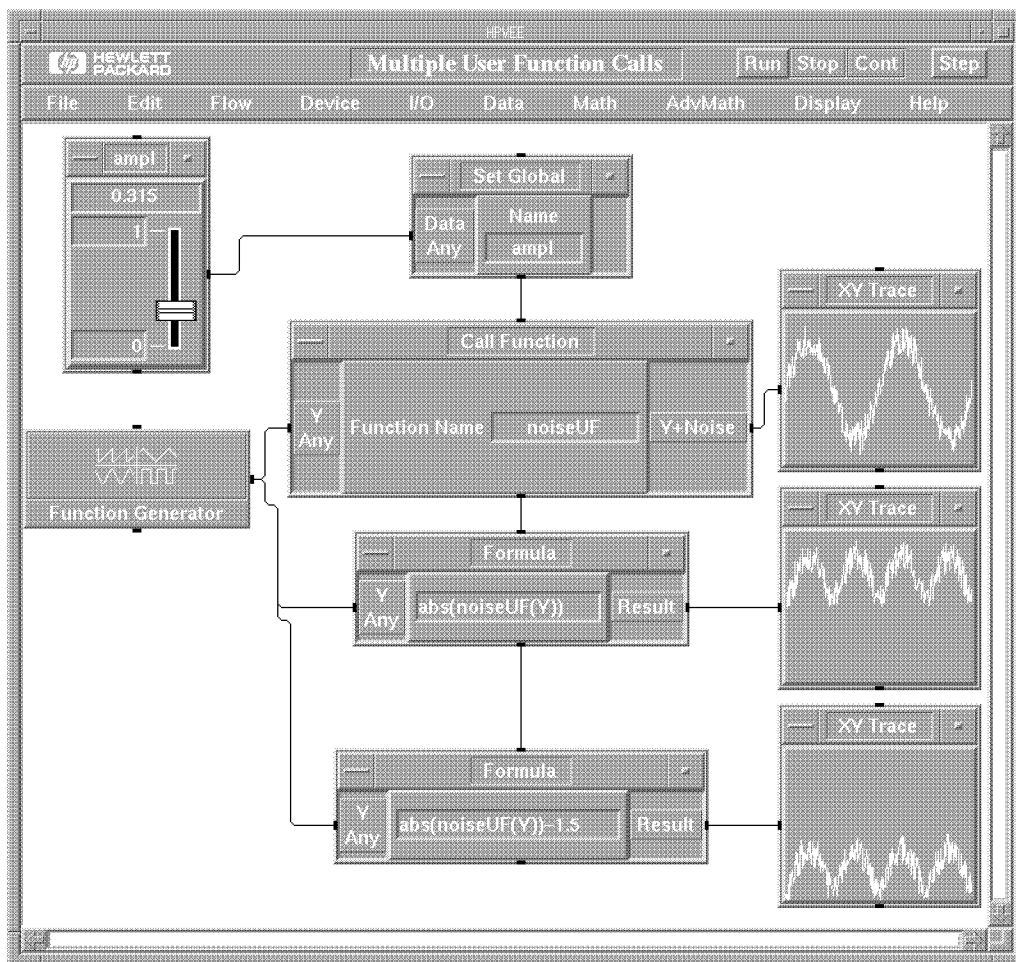 HPVEE
hp HEWLETT PACKARD
Multiple User Function Calls
Run Stop Cont Step
File Edit Flow Device I/O Data Math AdvMath Display Help
ampl
0.315
1
0
Set Global
Data Any
Name
ampl
XY Trace
Call Function
Y Any
Function Name
noiseUF
Y+Noise
Function Generator
XY Trace
Formula
Y Any
abs(noiseUF(Y))
Result
XY Trace
Formula
Y Any
abs(noiseUF(Y))-1.5
Result